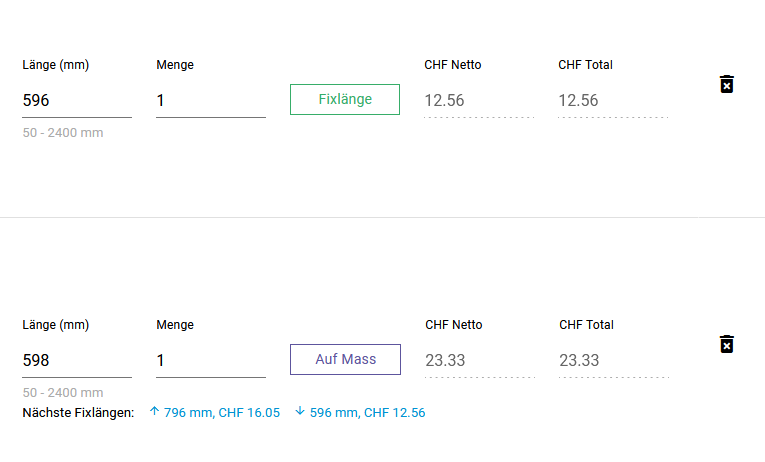 Länge (mm) Menge CHF Netto CHF Total
596 1 Fixlänge 12.56 12.56
50 - 2400 mm
Länge (mm) Menge CHF Netto CHF Total
598 1 Auf Mass 23.33 23.33
50 - 2400 mm
Nächste Fixlängen: ↑ 796 mm, CHF 16.05 ↓ 596 mm, CHF 12.56